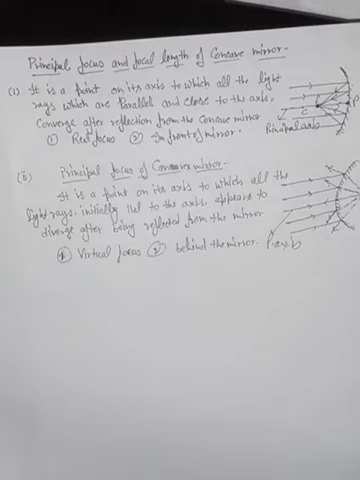 Principal focus and focal length of Concave mirror-
(i) It is a point on its axis to which all the light
rays which are Parallel and close to the axis,
Converge after reflection from the Concave mirror
① Real focus ② In front of mirror.
C
P
Principal axis
(ii) Principal focus of Convex mirror-
It is a point on its axis to which all the
light rays, initially 11el to the axis, appears to
diverge after being reflected from the mirror
① Virtual focus ② behind the mirror.
P. axis